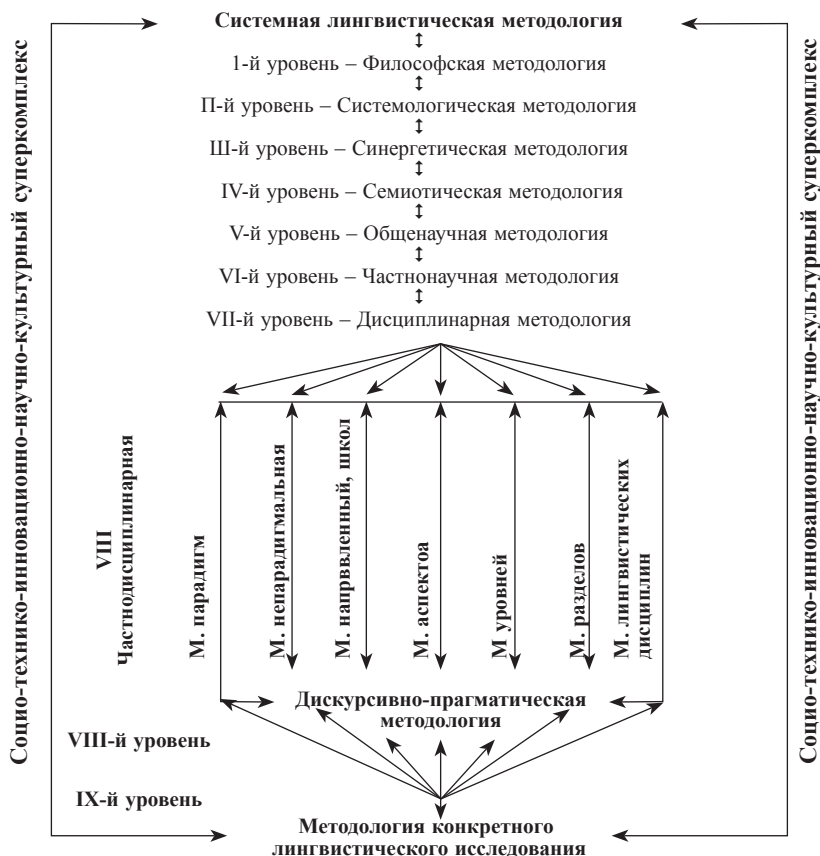 Системная лингвистическая методология
1-й уровень – Философская методология
П-й уровень – Системологическая методология
Ш-й уровень – Синергетическая методология
IV-й уровень – Семиотическая методология
V-й уровень – Общенаучная методология
VI-й уровень – Частнонаучная методология
VII-й уровень – Дисциплинарная методология
Социо-технико-инновационно-научно-культурный суперкомплекс
VIII
Частнодисциплинарная
М. парадигм
М. непарадигмальная
М. напрввленный, школ
М. аспектоа
М уровней
М. разделов
М. лингвистических
дисциплин
Социо-технико-инновационно-научно-культурный суперкомплекс
Дискурсивно-прагматическая
методология
VIII-й уровень
IX-й уровень
Методология конкретного
лингвистического исследования